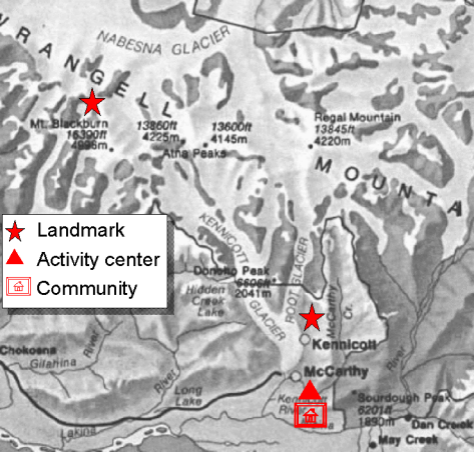 WRANGELL
NABESNA GLACIER
Mt. Blackburn
16390ft
4996m
13860ft
4225m
13600ft
4145m
Atna Peaks
Regal Mountain
13845ft
4220m
MOUNTA
Landmark
Activity center
Community
KENNICOTT
GLACIER
ROOT GLACIER
McCarthy
Cr.
Donoho Peak
6696ft
2041m
Hidden
Creek
Lake
Kennicott
McCarthy
Chokosna
Gilahina
River
River
Long
Lake
Lakina
River
Sourdough Peak
6201ft
1890m
Dan Creek
May Creek